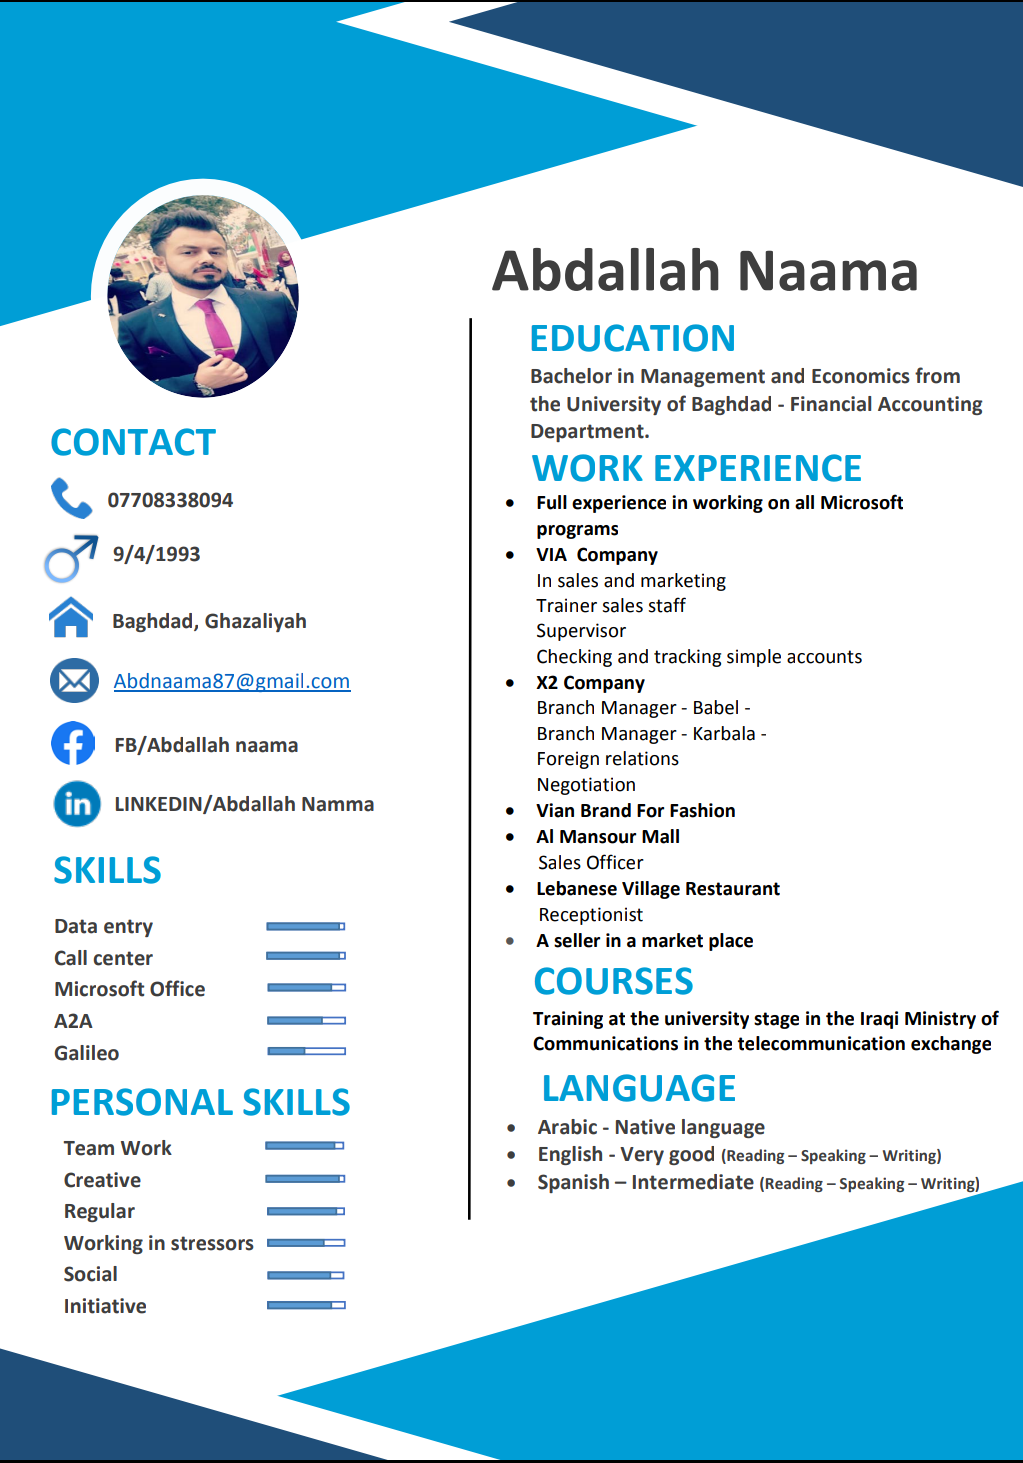 Abdallah Naama
CONTACT
07708338094
9/4/1993
Baghdad, Ghazaliyah
Abdnaama87@gmail.com
FB/Abdallah naama
LINKEDIN/Abdallah Namma
SKILLS
Data entry
Call center
Microsoft Office
A2A
Galileo
PERSONAL SKILLS
Team Work
Creative
Regular
Working in stressors
Social
Initiative
EDUCATION
Bachelor in Management and Economics from
the University of Baghdad - Financial Accounting
Department.
WORK EXPERIENCE
• Full experience in working on all Microsoft
programs
• VIA  Company
In sales and marketing
Trainer sales staff
Supervisor
Checking and tracking simple accounts
• X2 Company
Branch Manager - Babel -
Branch Manager - Karbala -
Foreign relations
Negotiation
• Vian Brand For Fashion
• Al Mansour Mall
Sales Officer
• Lebanese Village Restaurant
Receptionist
• A seller in a market place
COURSES
Training at the university stage in the Iraqi Ministry of
Communications in the telecommunication exchange
LANGUAGE
• Arabic - Native language
• English - Very good (Reading – Speaking – Writing)
• Spanish – Intermediate (Reading – Speaking – Writing)